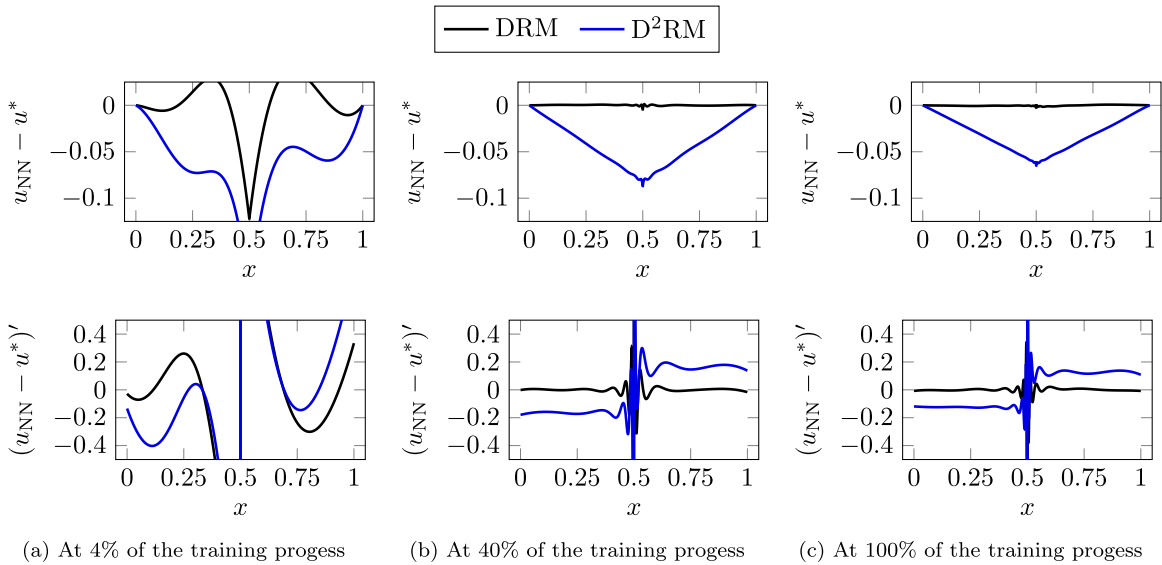 DRM D²RM
u_NN − u*
0
−0.05
−0.1
0 0.25 0.5 0.75 1
x
u_NN − u*
0
−0.05
−0.1
0 0.25 0.5 0.75 1
x
u_NN − u*
0
−0.05
−0.1
0 0.25 0.5 0.75 1
x
(u_NN − u*)′
0.4
0.2
0
−0.2
−0.4
0 0.25 0.5 0.75 1
x
(u_NN − u*)′
0.4
0.2
0
−0.2
−0.4
0 0.25 0.5 0.75 1
x
(u_NN − u*)′
0.4
0.2
0
−0.2
−0.4
0 0.25 0.5 0.75 1
x
(a) At 4% of the training progess
(b) At 40% of the training progess
(c) At 100% of the training progess